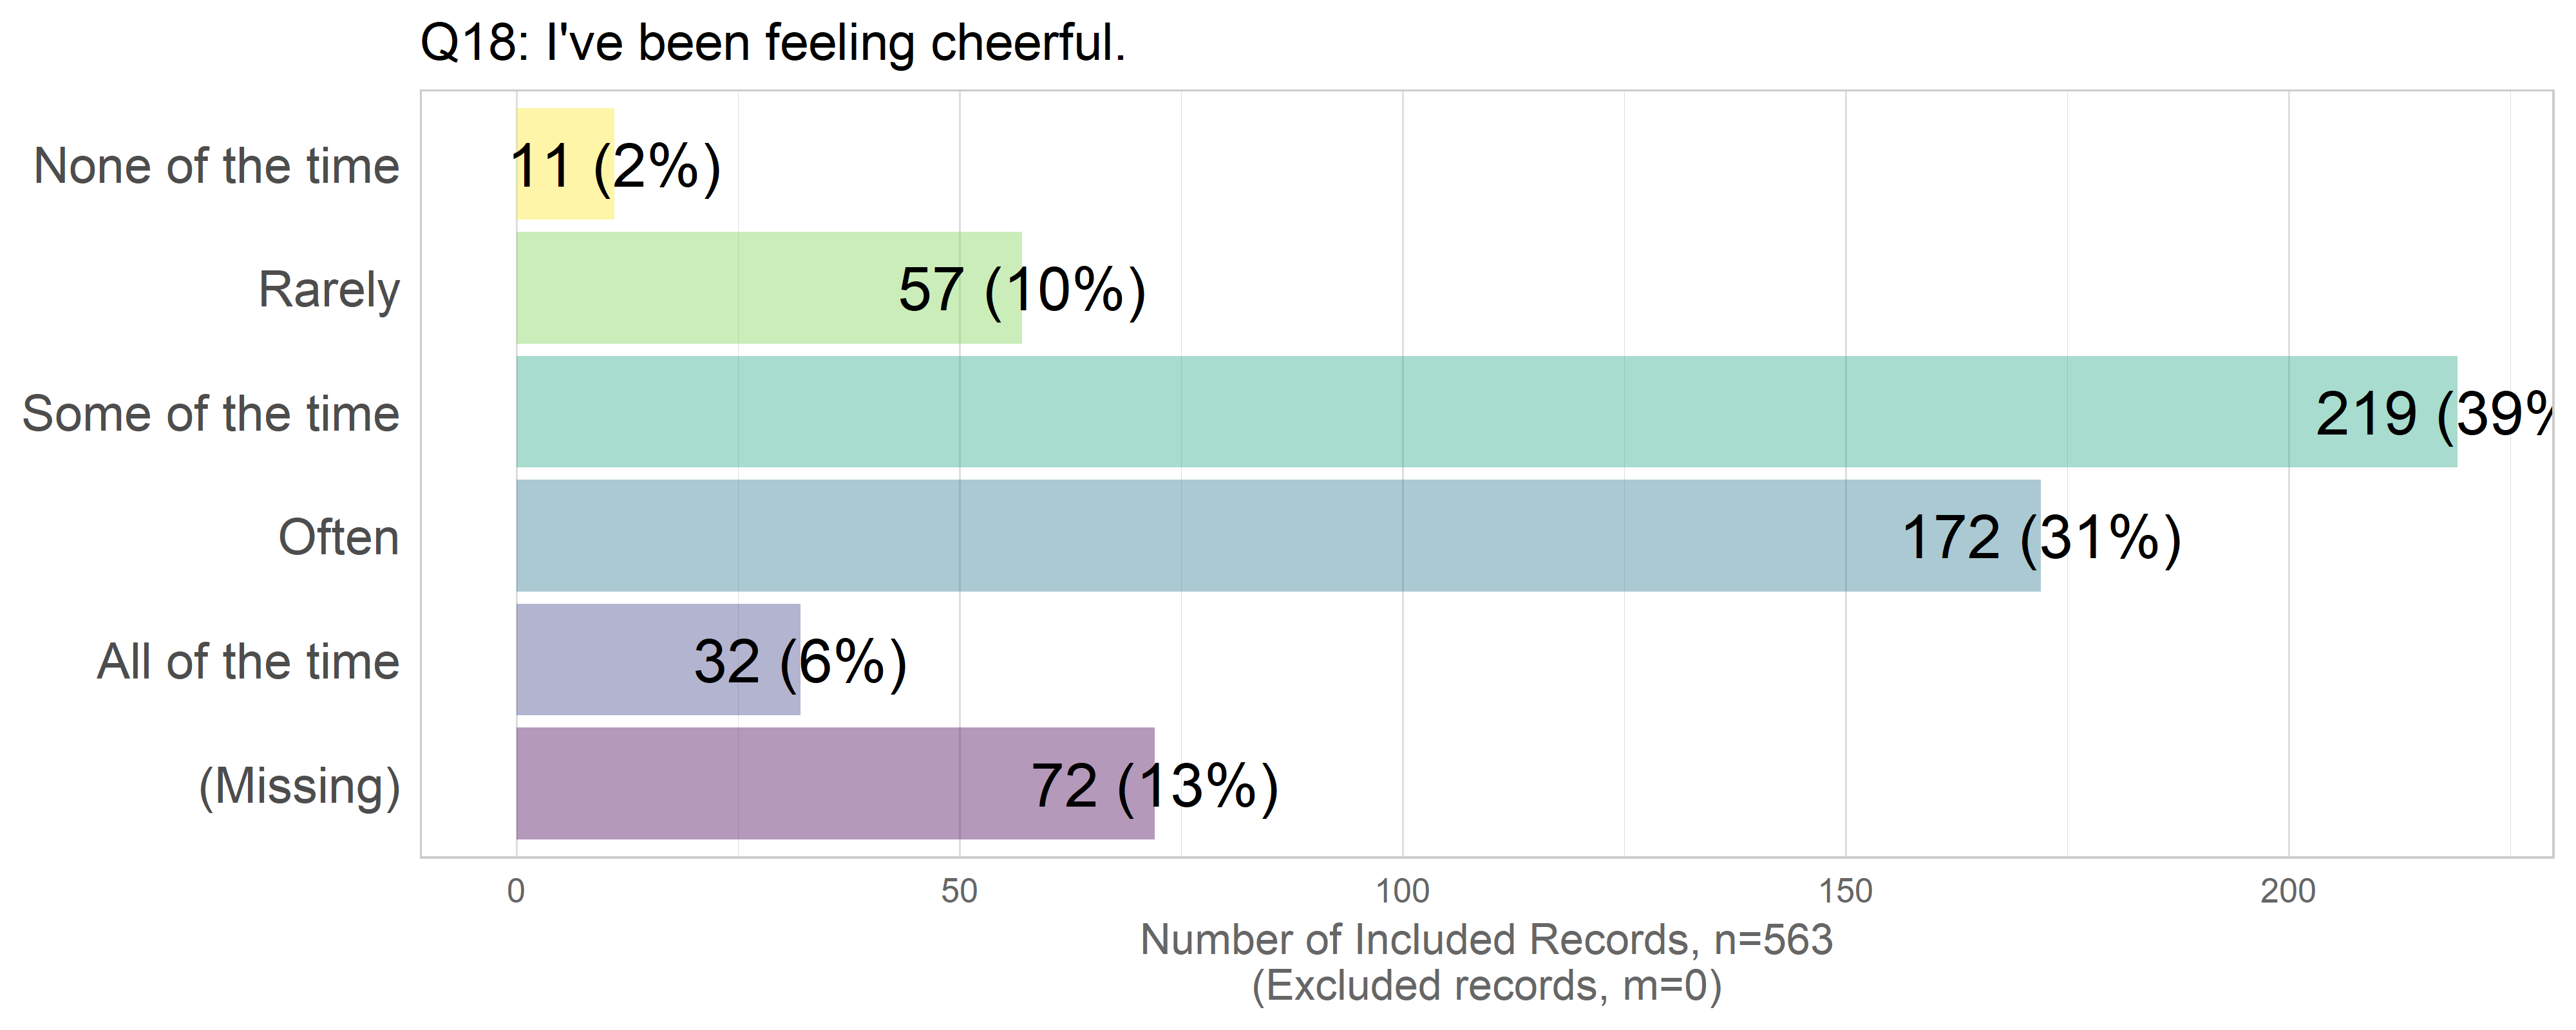 Q18: I've been feeling cheerful.
None of the time
11 (2%)
Rarely
57 (10%)
Some of the time
219 (39%
Often
172 (31%)
All of the time
32 (6%)
(Missing)
72 (13%)
0 50 100 150 200
Number of Included Records, n=563
(Excluded records, m=0)